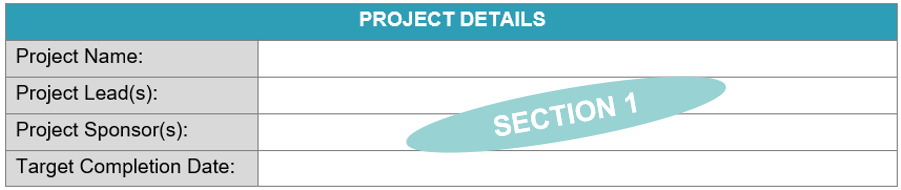 PROJECT DETAILS
Project Name:
Project Lead(s):
SECTION 1
Project Sponsor(s):
Target Completion Date: